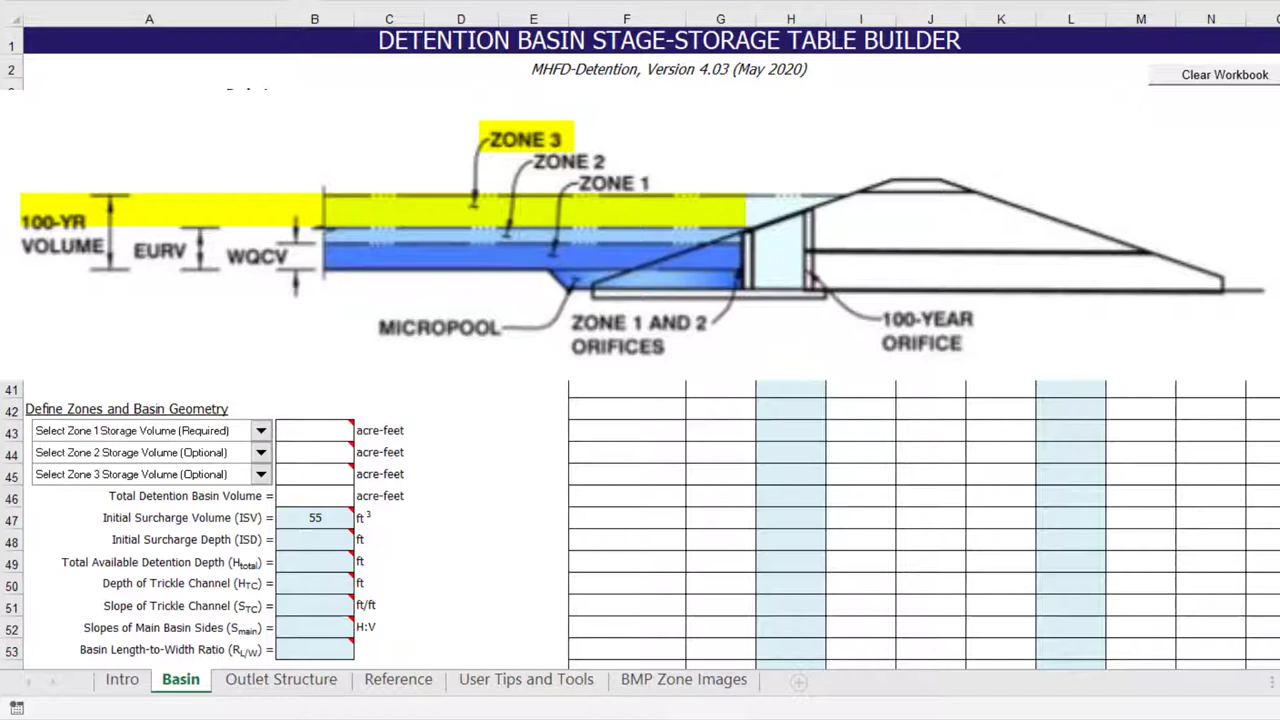 A B C D E F G H I J K L M N
1 DETENTION BASIN STAGE-STORAGE TABLE BUILDER
2 MHFD-Detention, Version 4.03 (May 2020)
Clear Workbook
ZONE 3
ZONE 2
ZONE 1
100-YR
VOLUME
EURV
WQCV
MICROPOOL
ZONE 1 AND 2
ORIFICES
100-YEAR
ORIFICE
41
42 Define Zones and Basin Geometry
43 Select Zone 1 Storage Volume (Required) acre-feet
44 Select Zone 2 Storage Volume (Optional) acre-feet
45 Select Zone 3 Storage Volume (Optional) acre-feet
46 Total Detention Basin Volume = acre-feet
47 Initial Surcharge Volume (ISV) = 55 ft³
48 Initial Surcharge Depth (ISD) = ft
49 Total Available Detention Depth (Htotal) = ft
50 Depth of Trickle Channel (HTC) = ft
51 Slope of Trickle Channel (STC) = ft/ft
52 Slopes of Main Basin Sides (Smain) = H:V
53 Basin Length-to-Width Ratio (RL/W) =
Intro Basin Outlet Structure Reference User Tips and Tools BMP Zone Images